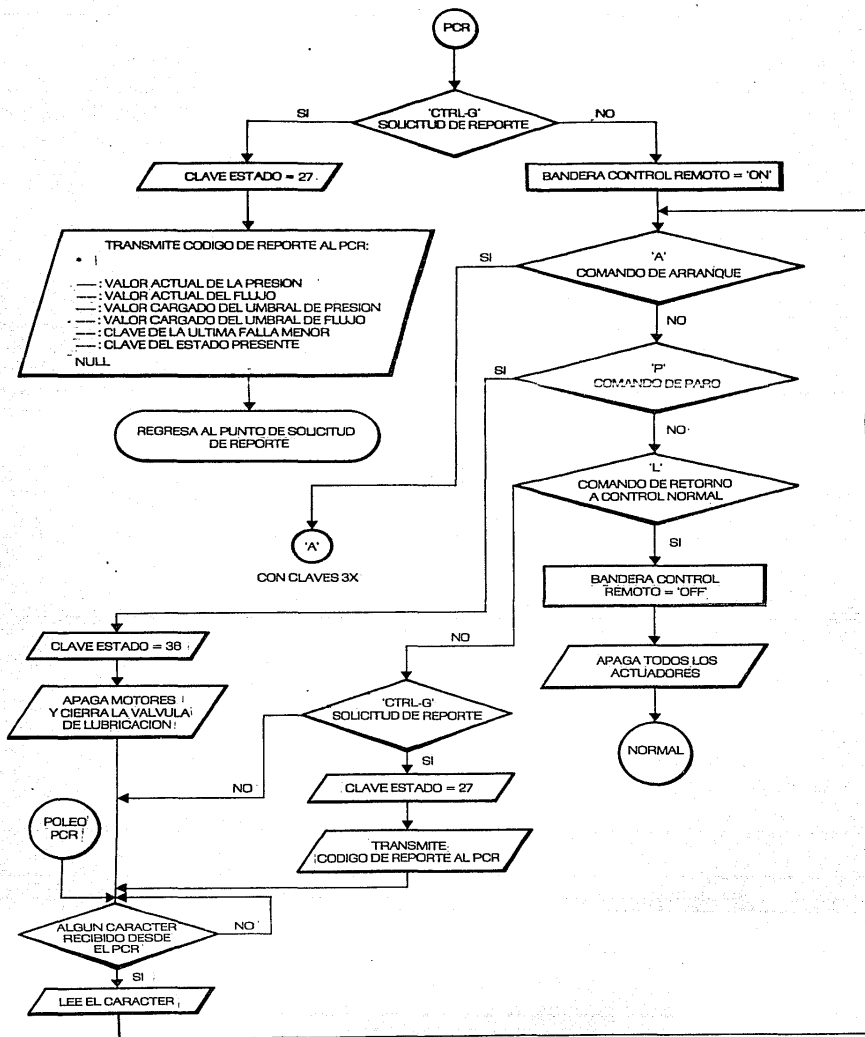 PCR
'CTRL-G'
SOLICITUD DE REPORTE
SI
NO
CLAVE ESTADO = 27
BANDERA CONTROL REMOTO = 'ON'
TRANSMITE CODIGO DE REPORTE AL PCR:
— : VALOR ACTUAL DE LA PRESION
— : VALOR ACTUAL DEL FLUJO
— : VALOR CARGADO DEL UMBRAL DE PRESION
— : VALOR CARGADO DEL UMBRAL DE FLUJO
— : CLAVE DE LA ULTIMA FALLA MENOR
— : CLAVE DEL ESTADO PRESENTE
NULL
REGRESA AL PUNTO DE SOLICITUD
DE REPORTE
'A'
COMANDO DE ARRANQUE
SI
NO
'P'
COMANDO DE PARO
SI
NO
'L'
COMANDO DE RETORNO
A CONTROL NORMAL
SI
NO
'A'
CON CLAVES 3X
BANDERA CONTROL
REMOTO = 'OFF'
APAGA TODOS LOS
ACTUADORES
NORMAL
CLAVE ESTADO = 36
APAGA MOTORES
Y CIERRA LA VALVULA
DE LUBRICACION
'CTRL-G'
SOLICITUD DE REPORTE
NO
SI
CLAVE ESTADO = 27
TRANSMITE
CODIGO DE REPORTE AL PCR
POLEO
PCR
ALGUN CARACTER
RECIBIDO DESDE
EL PCR
NO
SI
LEE EL CARACTER